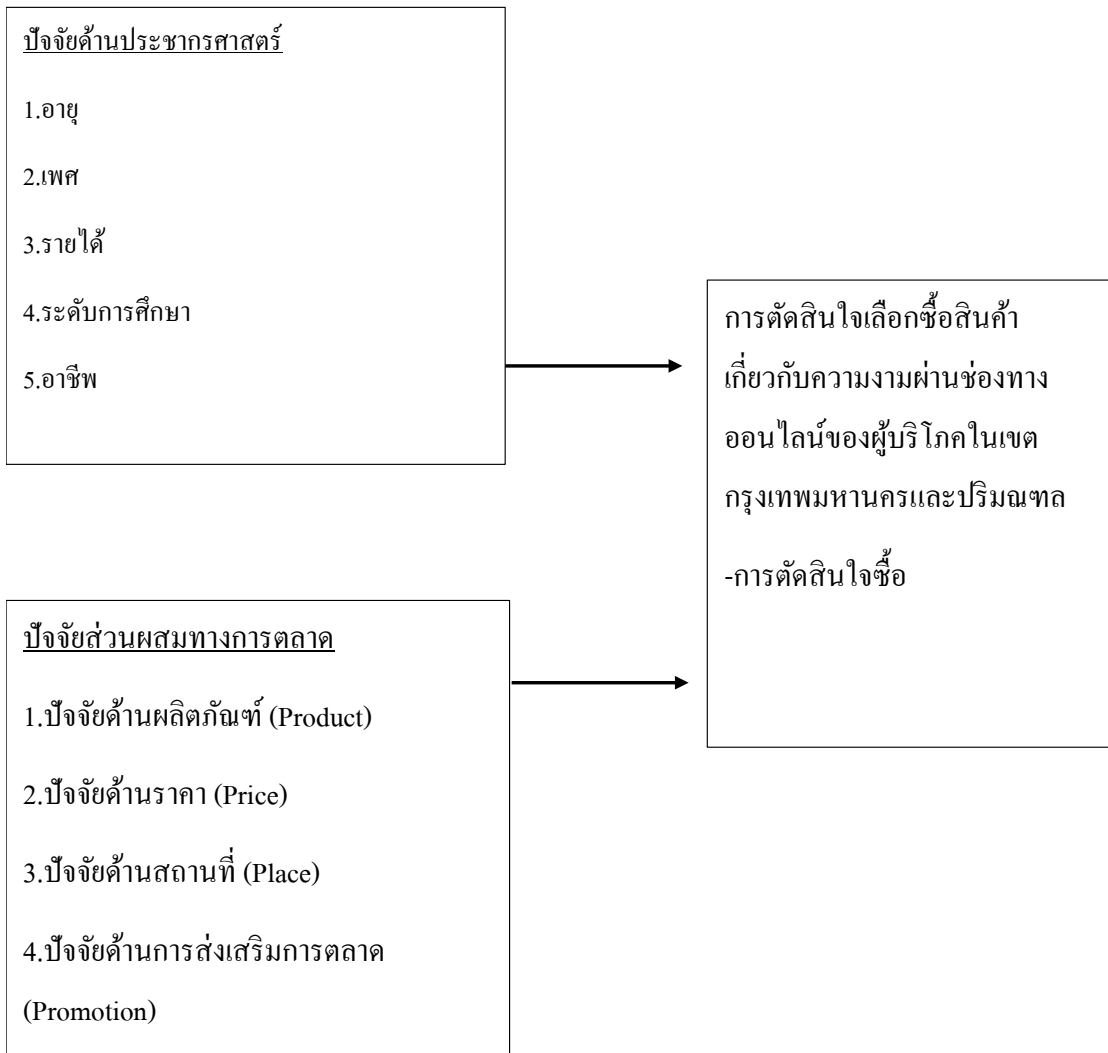 ปัจจัยด้านประชากรศาสตร์
1.อายุ
2.เพศ
3.รายได้
4.ระดับการศึกษา
5.อาชีพ
การตัดสินใจเลือกซื้อสินค้า
เกี่ยวกับความงามผ่านช่องทาง
ออนไลน์ของผู้บริโภคในเขต
กรุงเทพมหานครและปริมณฑล
-การตัดสินใจซื้อ
ปัจจัยส่วนผสมทางการตลาด
1.ปัจจัยด้านผลิตภัณฑ์ (Product)
2.ปัจจัยด้านราคา (Price)
3.ปัจจัยด้านสถานที่ (Place)
4.ปัจจัยด้านการส่งเสริมการตลาด
(Promotion)